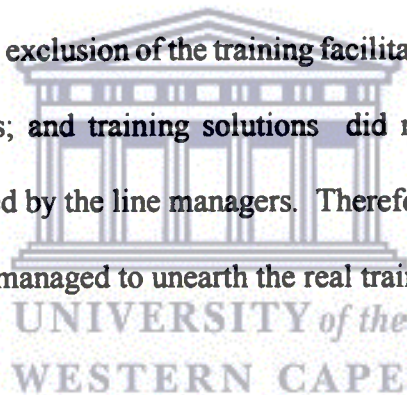 exclusion of the training facilita
s; and training solutions did
ed by the line managers. Therefo
managed to unearth the real trai
UNIVERSITY of the
WESTERN CAPE